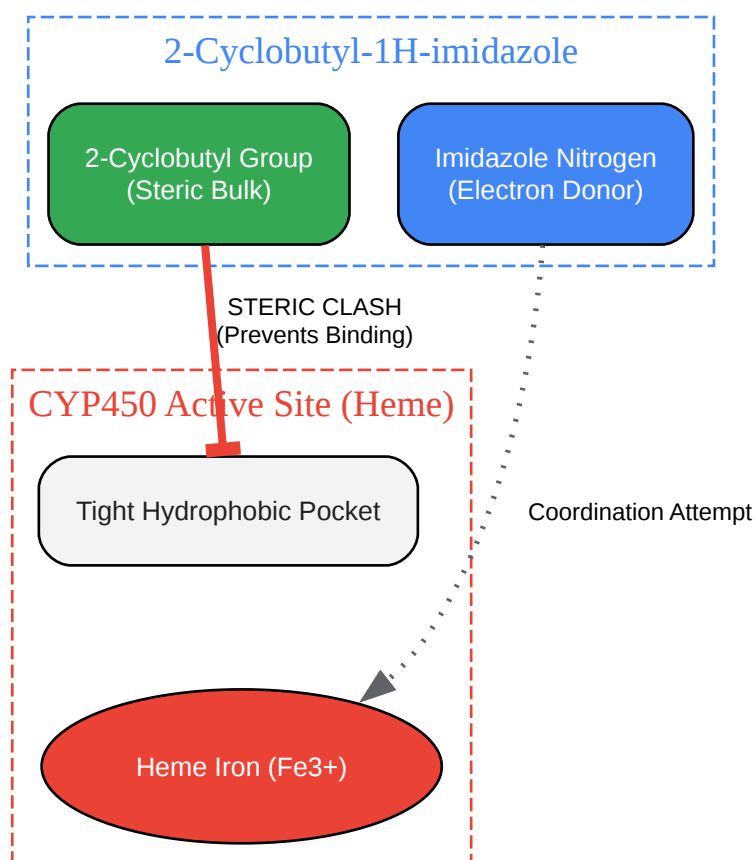 2-Cyclobutyl-1H-imidazole
2-Cyclobutyl Group
(Steric Bulk)
Imidazole Nitrogen
(Electron Donor)
STERIC CLASH
(Prevents Binding)
CYP450 Active Site (Heme)
Tight Hydrophobic Pocket
Coordination Attempt
Heme Iron (Fe3+)